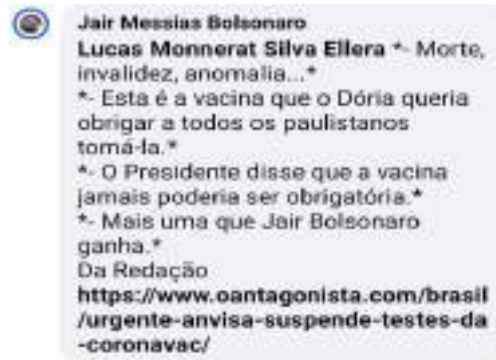 Jair Messias Bolsonaro
Lucas Monnerat Silva Ellera *- Morte,
invalidez, anomalia...*
*- Esta é a vacina que o Dória queria
obrigar a todos os paulistanos
tomá-la.*
*- O Presidente disse que a vacina
jamais poderia ser obrigatória.*
*- Mais uma que Jair Bolsonaro
ganha.*
Da Redação
https://www.oantagonista.com/brasil
/urgente-anvisa-suspende-testes-da
-coronavac/